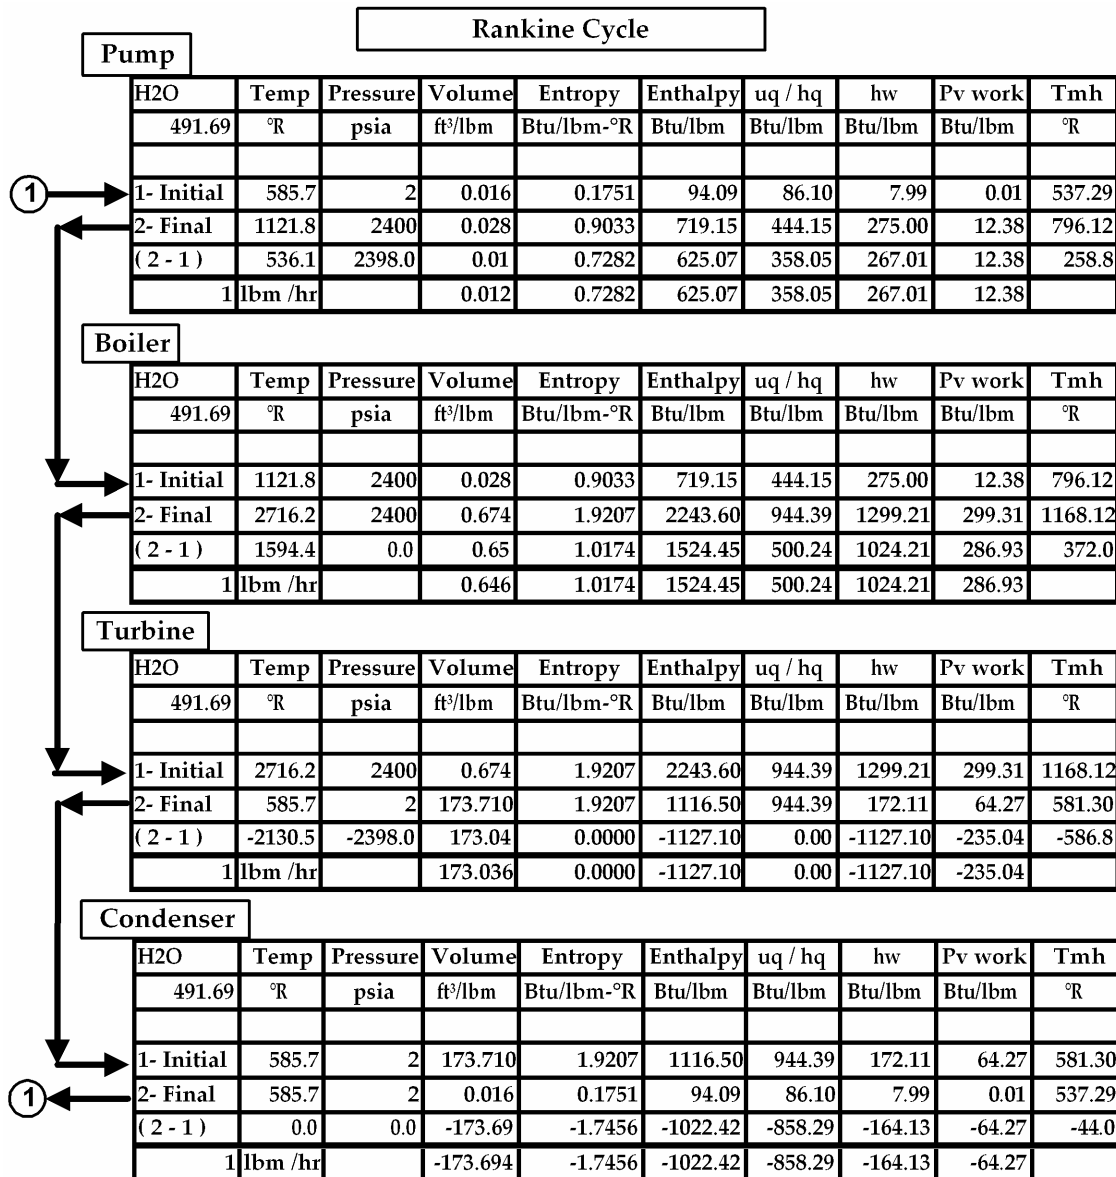 Rankine Cycle
Pump
H2O Temp Pressure Volume Entropy Enthalpy uq / hq hw Pv work Tmh
491.69 °R psia ft³/lbm Btu/lbm-°R Btu/lbm Btu/lbm Btu/lbm Btu/lbm °R
1 1- Initial 585.7 2 0.016 0.1751 94.09 86.10 7.99 0.01 537.29
2- Final 1121.8 2400 0.028 0.9033 719.15 444.15 275.00 12.38 796.12
( 2 - 1 ) 536.1 2398.0 0.01 0.7282 625.07 358.05 267.01 12.38 258.8
1 lbm /hr 0.012 0.7282 625.07 358.05 267.01 12.38
Boiler
H2O Temp Pressure Volume Entropy Enthalpy uq / hq hw Pv work Tmh
491.69 °R psia ft³/lbm Btu/lbm-°R Btu/lbm Btu/lbm Btu/lbm Btu/lbm °R
1- Initial 1121.8 2400 0.028 0.9033 719.15 444.15 275.00 12.38 796.12
2- Final 2716.2 2400 0.674 1.9207 2243.60 944.39 1299.21 299.31 1168.12
( 2 - 1 ) 1594.4 0.0 0.65 1.0174 1524.45 500.24 1024.21 286.93 372.0
1 lbm /hr 0.646 1.0174 1524.45 500.24 1024.21 286.93
Turbine
H2O Temp Pressure Volume Entropy Enthalpy uq / hq hw Pv work Tmh
491.69 °R psia ft³/lbm Btu/lbm-°R Btu/lbm Btu/lbm Btu/lbm Btu/lbm °R
1- Initial 2716.2 2400 0.674 1.9207 2243.60 944.39 1299.21 299.31 1168.12
2- Final 585.7 2 173.710 1.9207 1116.50 944.39 172.11 64.27 581.30
( 2 - 1 ) -2130.5 -2398.0 173.04 0.0000 -1127.10 0.00 -1127.10 -235.04 -586.8
1 lbm /hr 173.036 0.0000 -1127.10 0.00 -1127.10 -235.04
Condenser
H2O Temp Pressure Volume Entropy Enthalpy uq / hq hw Pv work Tmh
491.69 °R psia ft³/lbm Btu/lbm-°R Btu/lbm Btu/lbm Btu/lbm Btu/lbm °R
1- Initial 585.7 2 173.710 1.9207 1116.50 944.39 172.11 64.27 581.30
1 2- Final 585.7 2 0.016 0.1751 94.09 86.10 7.99 0.01 537.29
( 2 - 1 ) 0.0 0.0 -173.69 -1.7456 -1022.42 -858.29 -164.13 -64.27 -44.0
1 lbm /hr -173.694 -1.7456 -1022.42 -858.29 -164.13 -64.27